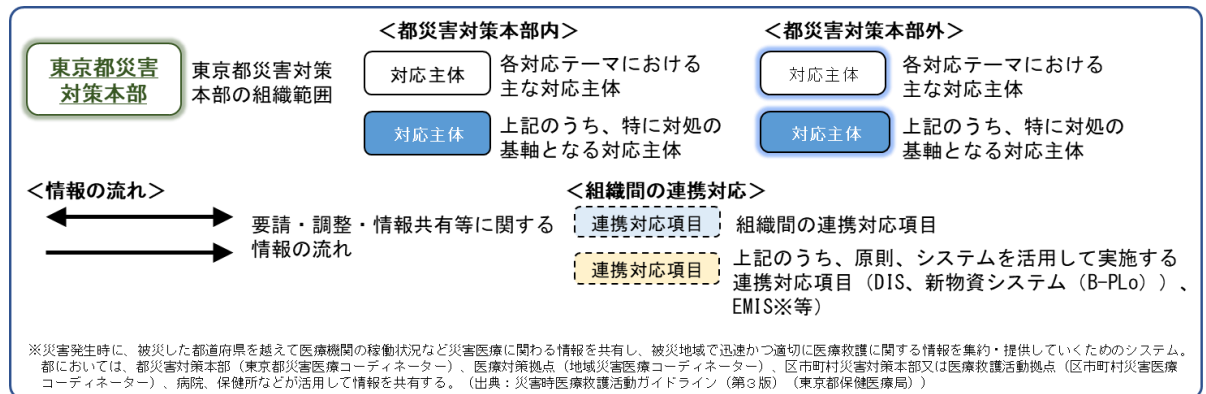 ＜都災害対策本部内＞
＜都災害対策本部外＞
東京都災害
対策本部
東京都災害対策
本部の組織範囲
対応主体
各対応テーマにおける
主な対応主体
対応主体
各対応テーマにおける
主な対応主体
対応主体
上記のうち、特に対処の
基軸となる対応主体
対応主体
上記のうち、特に対処の
基軸となる対応主体
＜情報の流れ＞
要請・調整・情報共有等に関する
情報の流れ
＜組織間の連携対応＞
連携対応項目
組織間の連携対応項目
連携対応項目
上記のうち、原則、システムを活用して実施する
連携対応項目（DIS、新物資システム（B-PLo））、
EMIS※等）
※災害発生時に、被災した都道府県を越えて医療機関の稼働状況など災害医療に関わる情報を共有し、被災地域で迅速かつ適切に医療救護に関する情報を集約・提供していくためのシステム。
都においては、都災害対策本部（東京都災害医療コーディネーター）、医療対策拠点（地域災害医療コーディネーター）、区市町村災害対策本部又は医療救護活動拠点（区市町村災害医療
コーディネーター）、病院、保健所などが活用して情報を共有する。（出典：災害時医療救護活動ガイドライン（第３版）（東京都保健医療局））